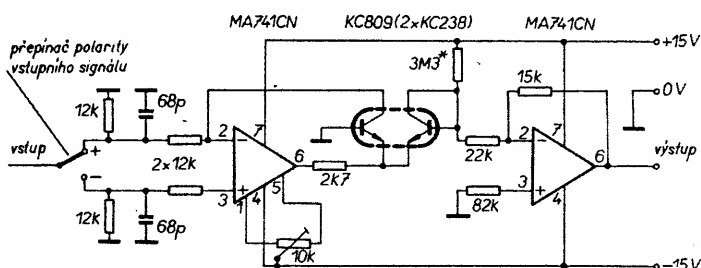 MA741CN
KC809(2×KC238)
MA741CN
přepínač polarity
vstupního signálu
+15V
3M3*
15k
0V
12k
68p
2
7
6
2
7
6
vstup
+
−
2×12k
2k7
22k
výstup
3
1
4
5
3
4
82k
12k
68p
10k
−15V